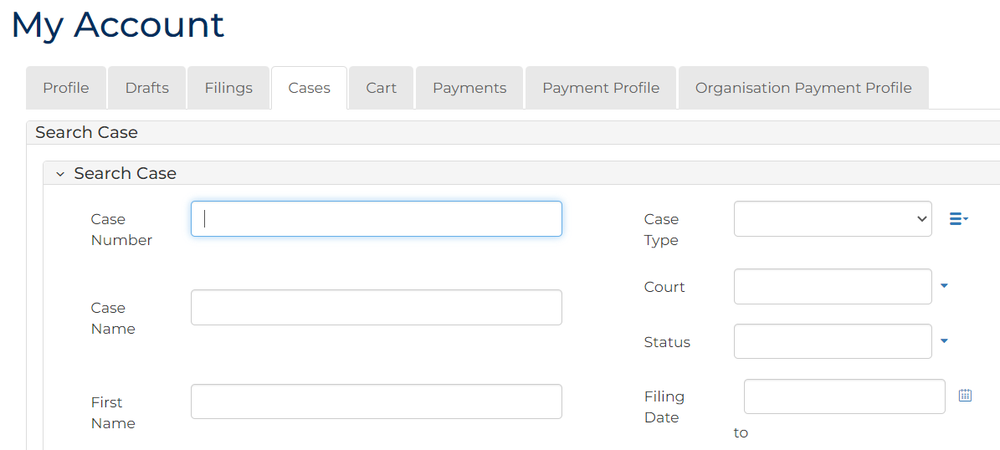 My Account
Profile Drafts Filings Cases Cart Payments Payment Profile Organisation Payment Profile
Search Case
Search Case
Case
Number
Case
Type
Court
Case
Name
Status
First
Name
Filing
Date
to